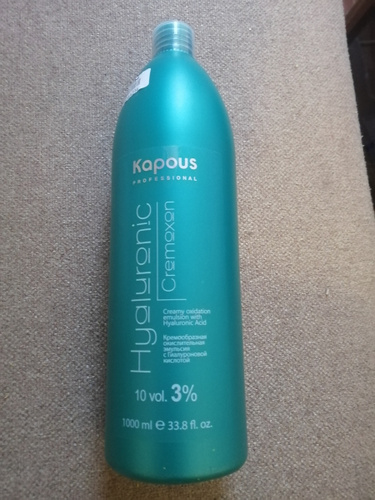 Kapous
PROFESSIONAL
Hyaluronic
Cremoxon
Creamy oxidation
emulsion with
Hyaluronic Acid
Кремообразная
окислительная
эмульсия
с Гиалуроновой
кислотой
10 vol. 3%
1000 ml e 33.8 fl. oz.